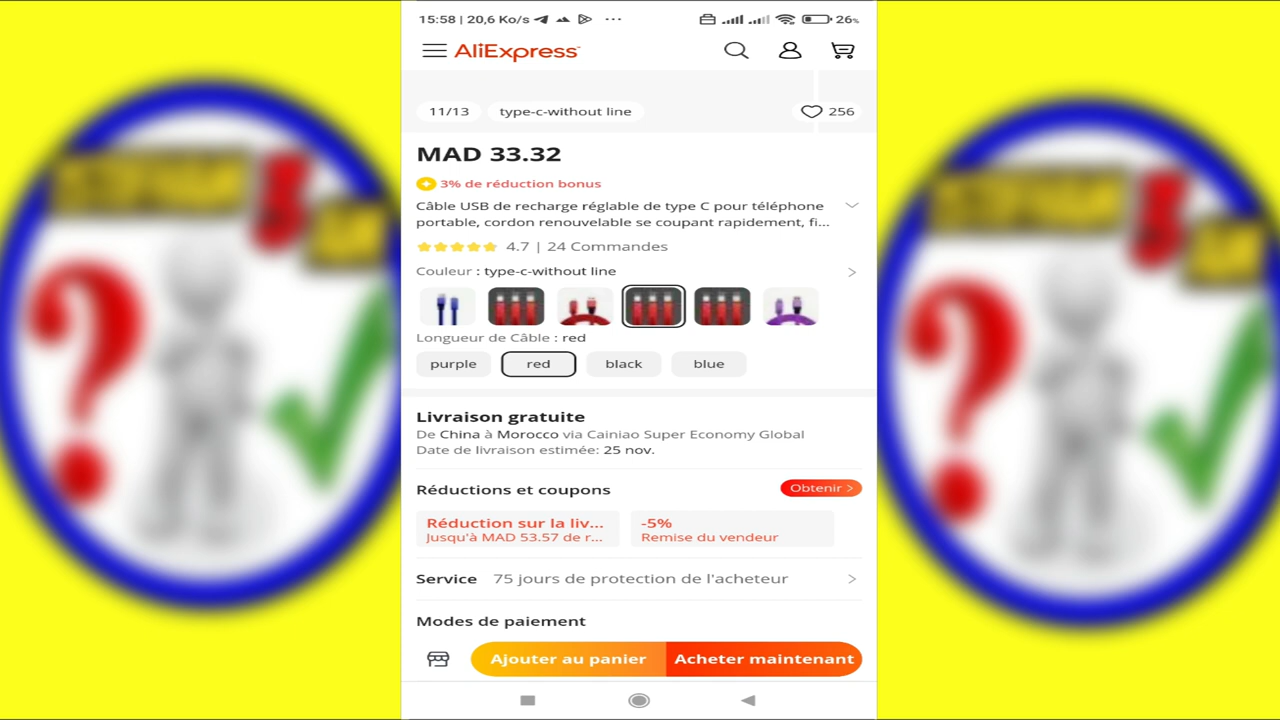 15:58 | 20,6 Ko/s ... 26%
AliExpress
11/13 type-c-without line 256
MAD 33.32
3% de réduction bonus
Câble USB de recharge réglable de type C pour téléphone
portable, cordon renouvelable se coupant rapidement, fi...
4.7 | 24 Commandes
Couleur : type-c-without line
Longueur de Câble : red
purple red black blue
Livraison gratuite
De China à Morocco via Cainiao Super Economy Global
Date de livraison estimée: 25 nov.
Réductions et coupons Obtenir >
Réduction sur la liv... -5%
Jusqu'à MAD 53.57 de r... Remise du vendeur
Service 75 jours de protection de l'acheteur
Modes de paiement
Ajouter au panier Acheter maintenant